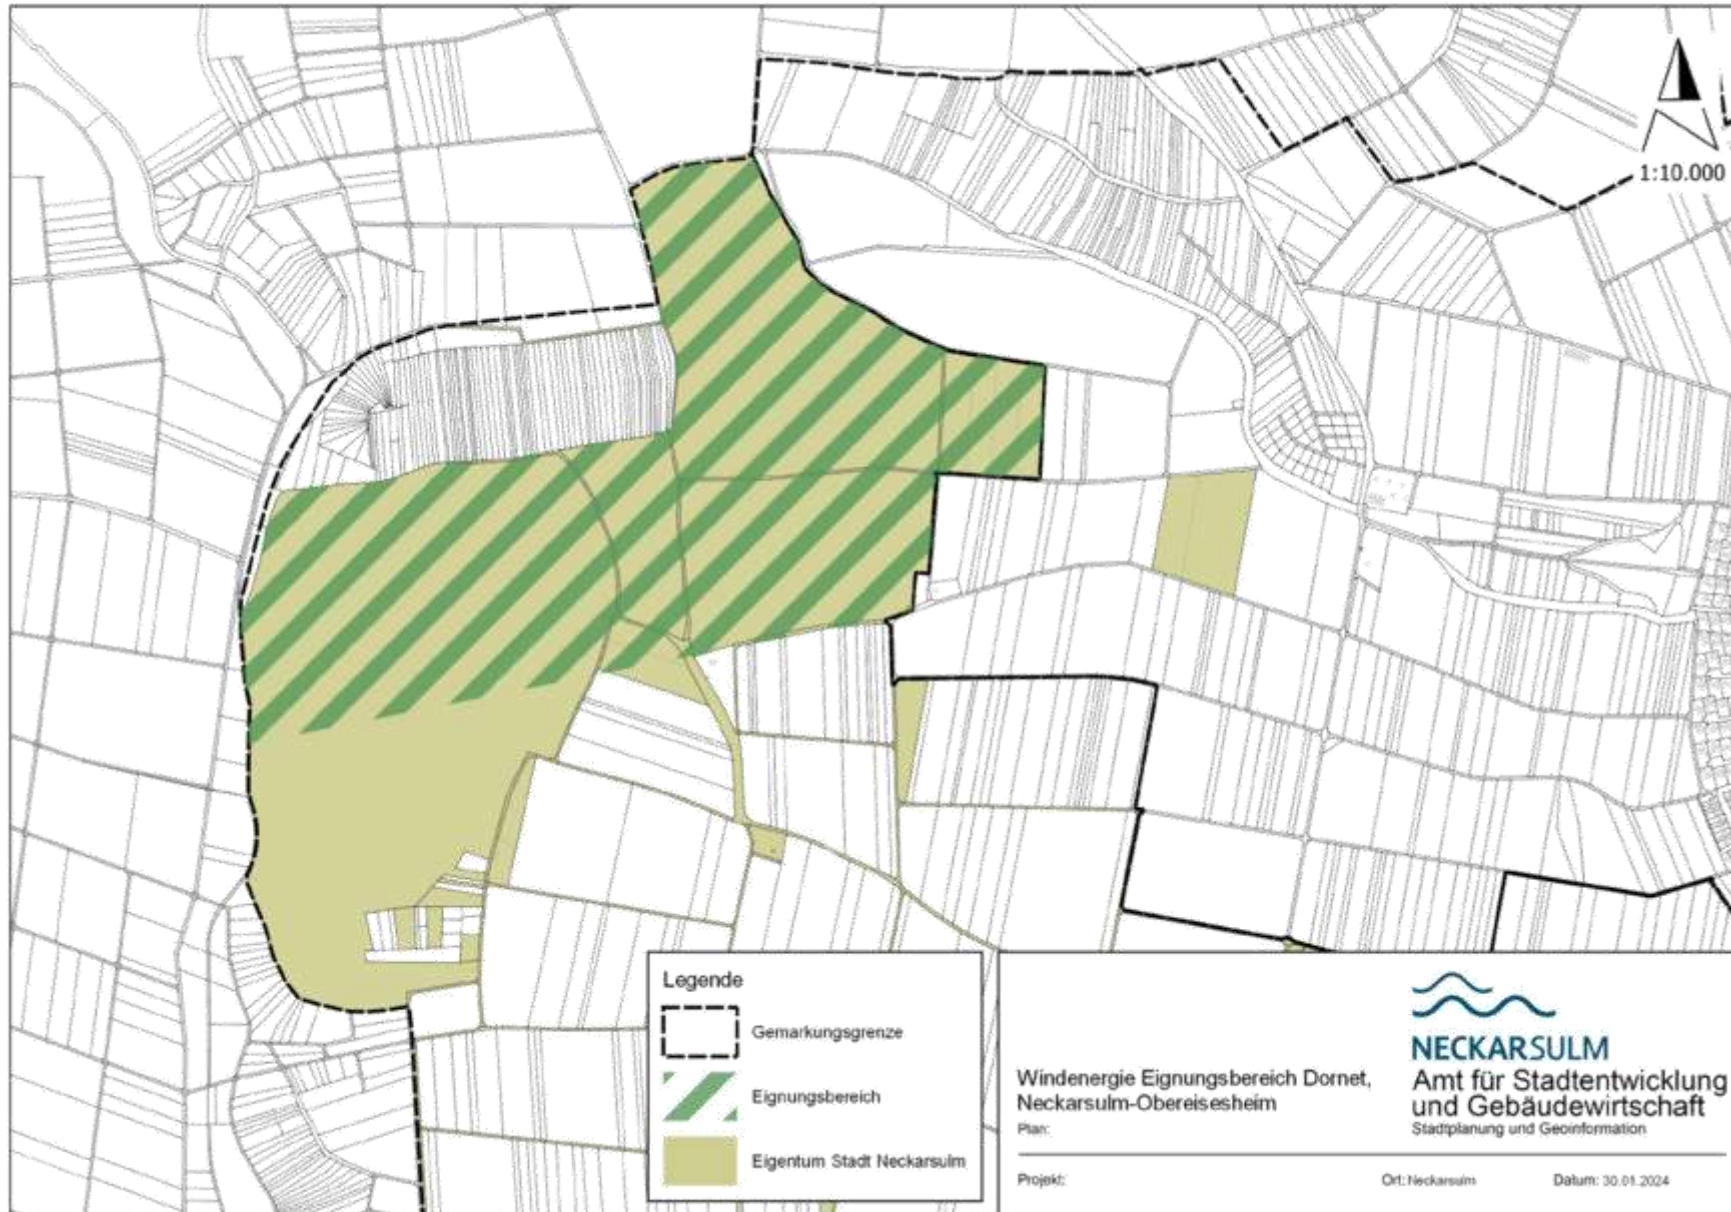 1:10.000
Legende
Gemarkungsgrenze
Eignungsbereich
Eigentum Stadt Neckarsulm
Windenergie Eignungsbereich Dornet,
Neckarsulm-Obereisesheim
Plan:
Projekt:
NECKARSULM
Amt für Stadtentwicklung
und Gebäudewirtschaft
Stadtplanung und Geoinformation
Ort: Neckarsulm
Datum: 30.01.2024